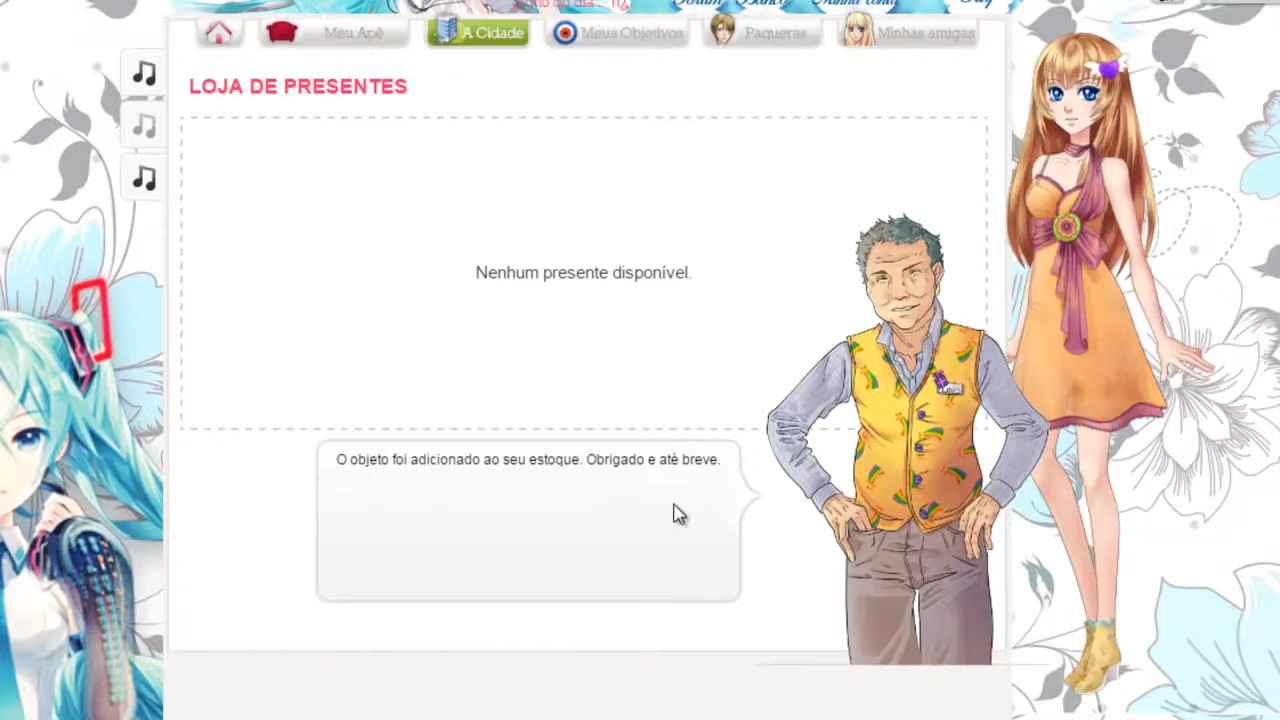 Meu Apê
A Cidade
Meus Objetivos
Paqueras
Minhas amigas
LOJA DE PRESENTES
Nenhum presente disponível.
O objeto foi adicionado ao seu estoque. Obrigado e até breve.